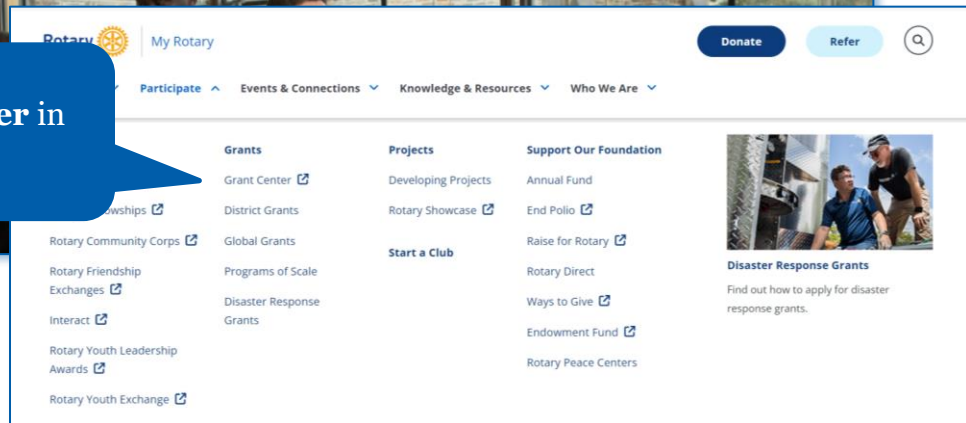 Rotary
My Rotary
Donate
Refer
er in
Participate
Events & Connections
Knowledge & Resources
Who We Are
Grants
Grant Center
District Grants
Global Grants
Programs of Scale
Disaster Response
Grants
Projects
Developing Projects
Rotary Showcase
Start a Club
Support Our Foundation
Annual Fund
End Polio
Raise for Rotary
Rotary Direct
Ways to Give
Endowment Fund
Rotary Peace Centers
Rotary Community Corps
Rotary Friendship
Exchanges
Interact
Rotary Youth Leadership
Awards
Rotary Youth Exchange
Disaster Response Grants
Find out how to apply for disaster
response grants.